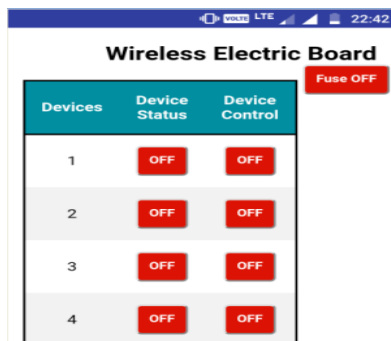 VOLTE LTE 22:42
Wireless Electric Board
Fuse OFF
Devices Device Status Device Control
1 OFF OFF
2 OFF OFF
3 OFF OFF
4 OFF OFF